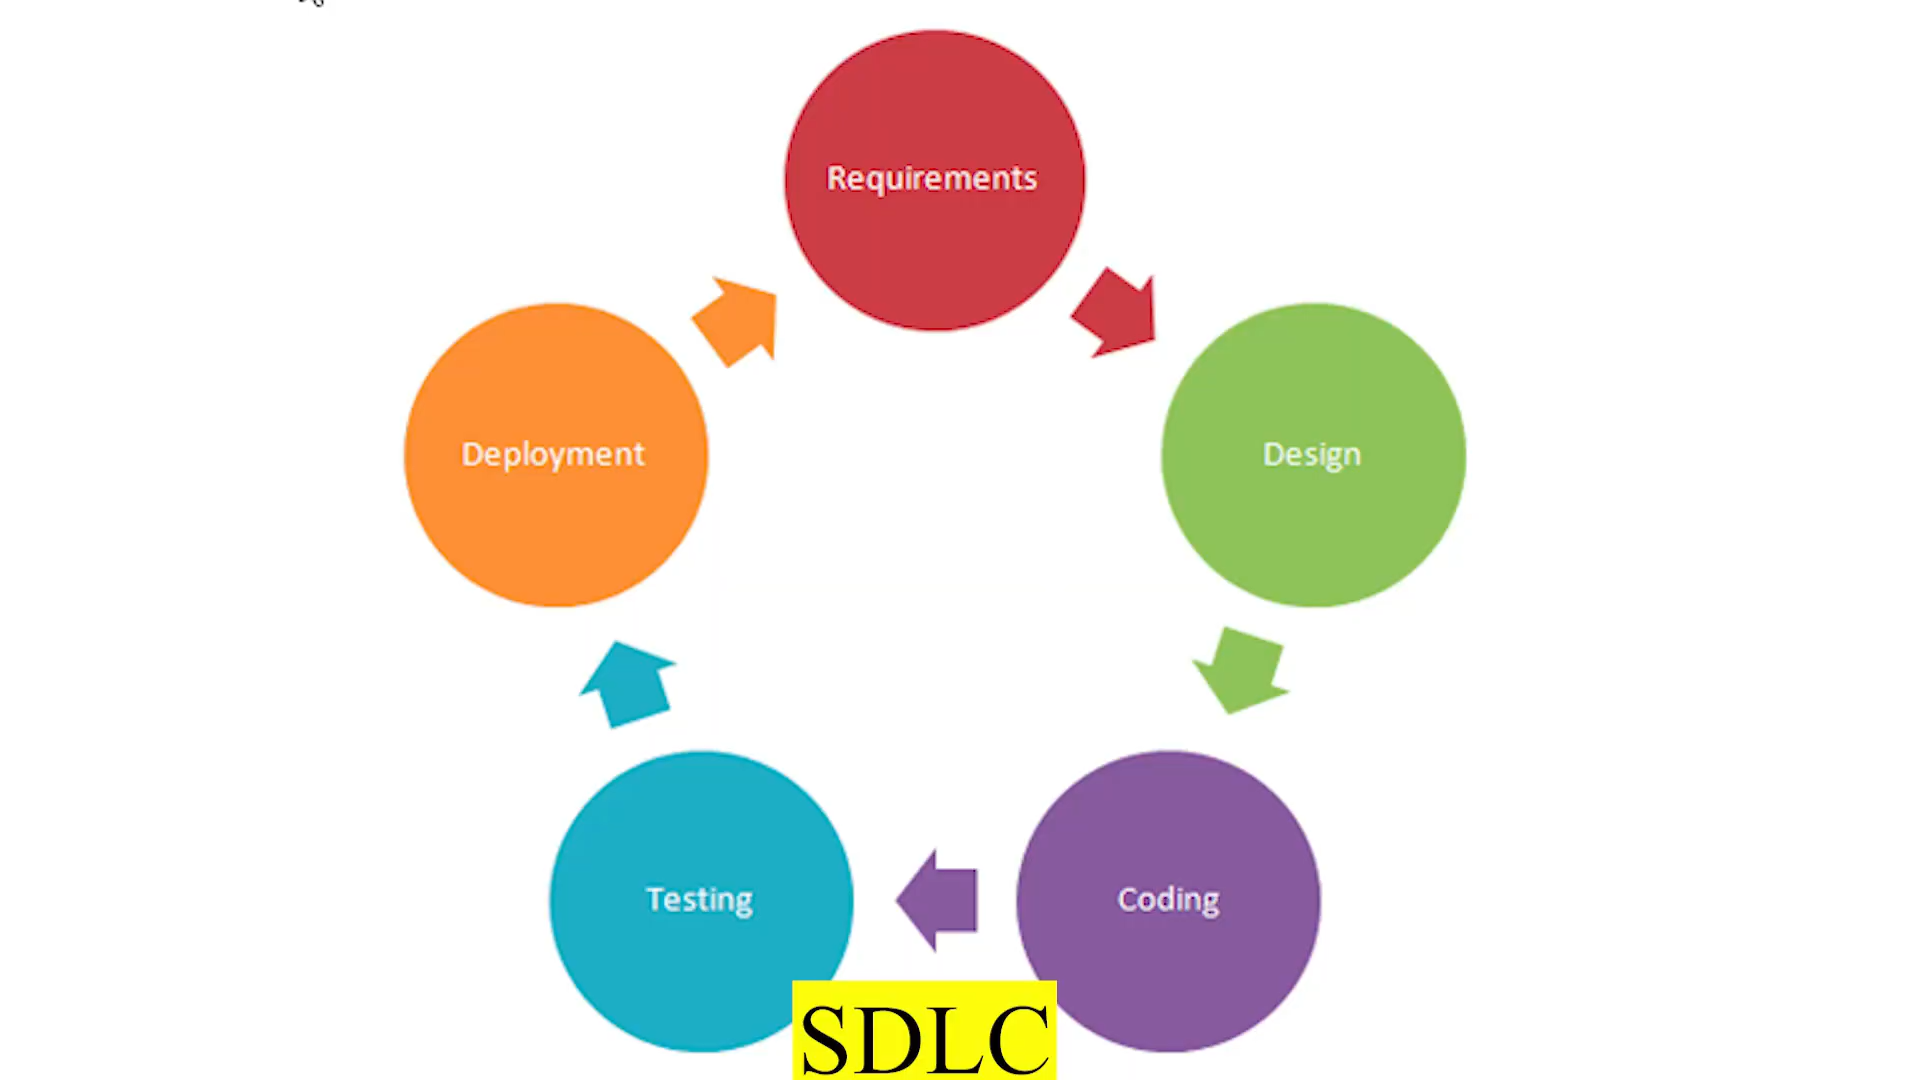 Requirements
Deployment
Design
Testing
Coding
SDLC